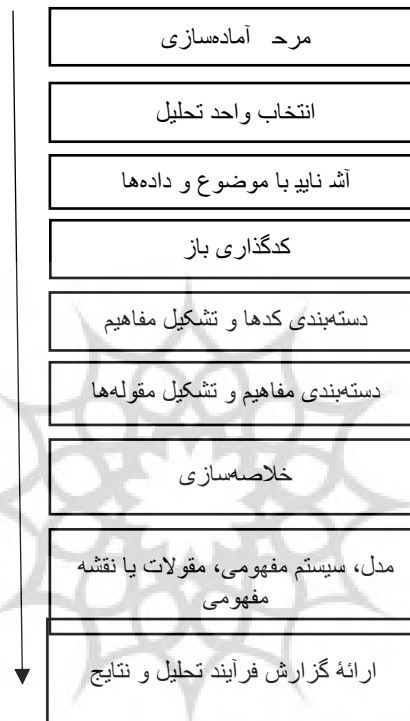 مرحـ آماده‌سازی
انتخاب واحد تحلیل
آشنایی با موضوع و داده‌ها
کدگذاری باز
دسته‌بندی کدها و تشکیل مفاهیم
دسته‌بندی مفاهیم و تشکیل مقوله‌ها
خلاصه‌سازی
مدل، سیستم مفهومی، مقولات یا نقشه
مفهومی
ارائهٔ گزارش فرآیند تحلیل و نتایج